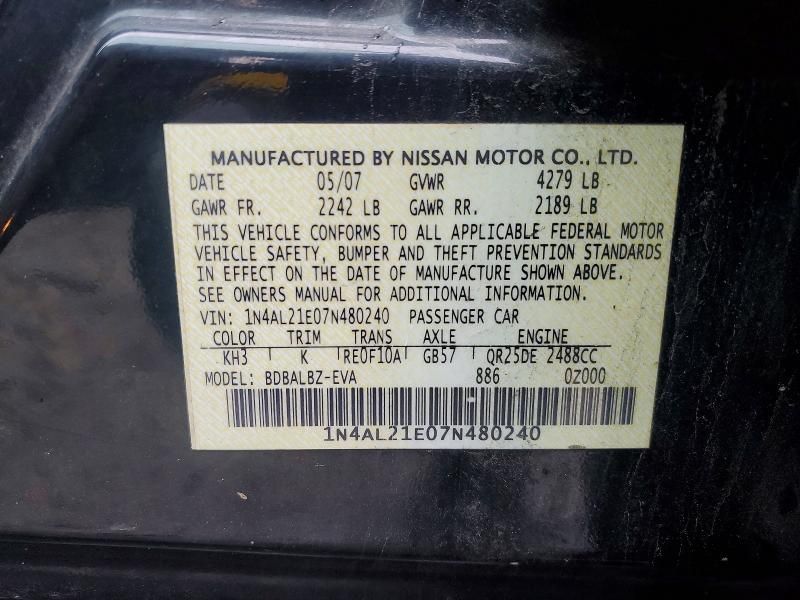 MANUFACTURED BY NISSAN MOTOR CO., LTD.
DATE 05/07 GVWR 4279 LB
GAWR FR. 2242 LB GAWR RR. 2189 LB
THIS VEHICLE CONFORMS TO ALL APPLICABLE FEDERAL MOTOR
VEHICLE SAFETY, BUMPER AND THEFT PREVENTION STANDARDS
IN EFFECT ON THE DATE OF MANUFACTURE SHOWN ABOVE.
SEE OWNERS MANUAL FOR ADDITIONAL INFORMATION.
VIN: 1N4AL21E07N480240 PASSENGER CAR
COLOR TRIM TRANS AXLE ENGINE
KH3 K RE0F10A GB57 QR25DE 2488CC
MODEL: BDBALBZ-EVA 886 0Z000
1N4AL21E07N480240